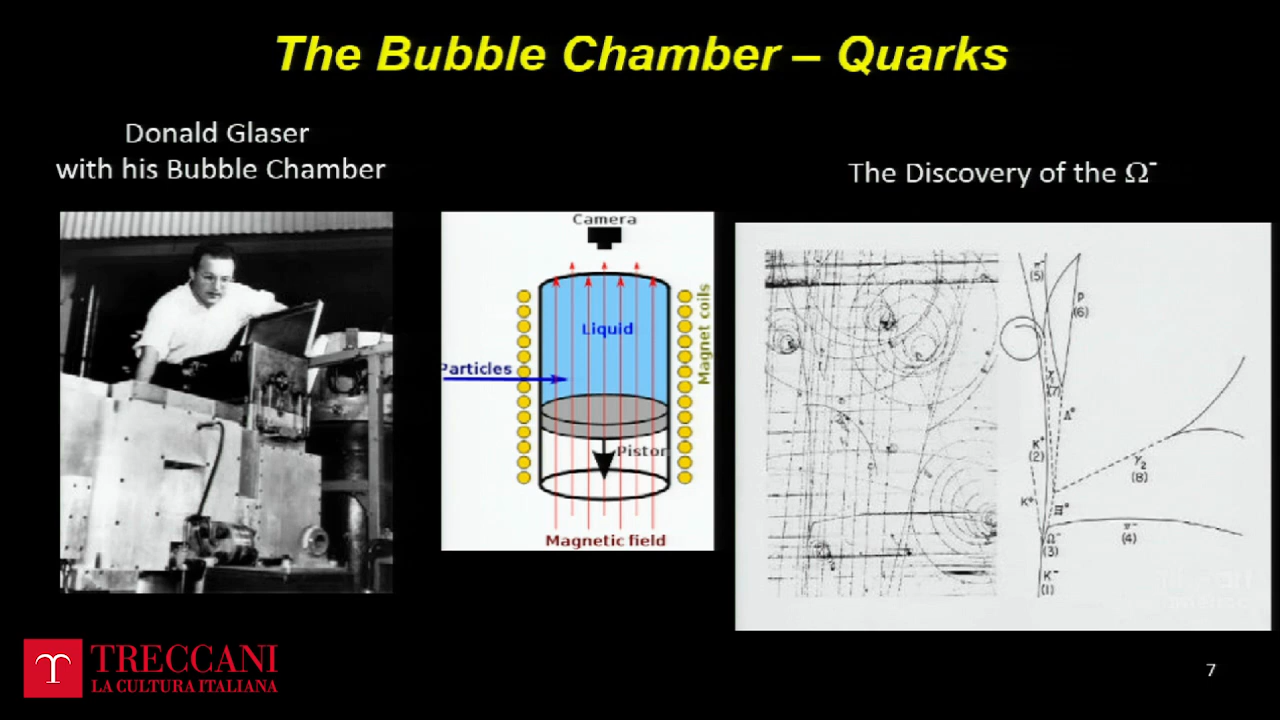 The Bubble Chamber – Quarks
Donald Glaser
with his Bubble Chamber
The Discovery of the Ω⁻
Camera
Liquid
Particles
Magnet coils
Piston
Magnetic field
(5)
P
(6)
(7)
Λ°
K⁺
(2)
γ₂
(8)
K°
Ξ°
Ω⁻
(3)
π⁻
(4)
K⁻
(1)
TRECCANI
LA CULTURA ITALIANA
7